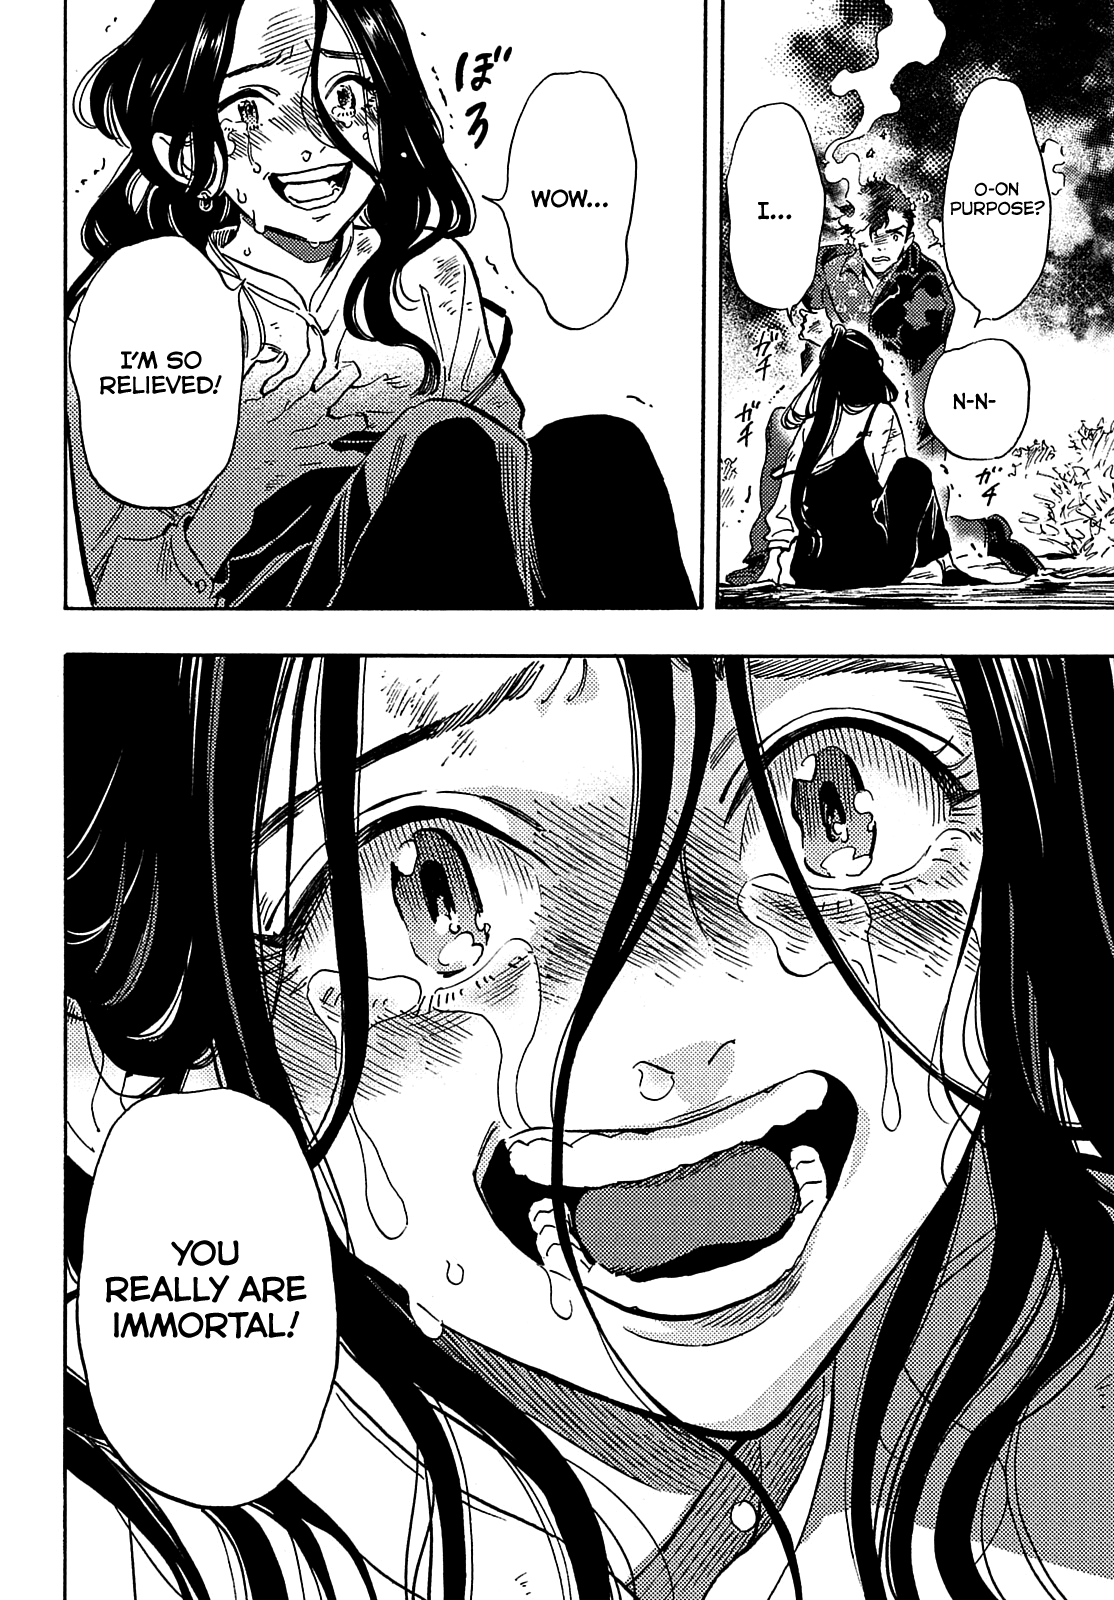 O-ON
PURPOSE?
N-N-
I...
ガチ
ガチ
ガチ
WOW...
ぼろ
I'M SO
RELIEVED!
YOU
REALLY ARE
IMMORTAL!